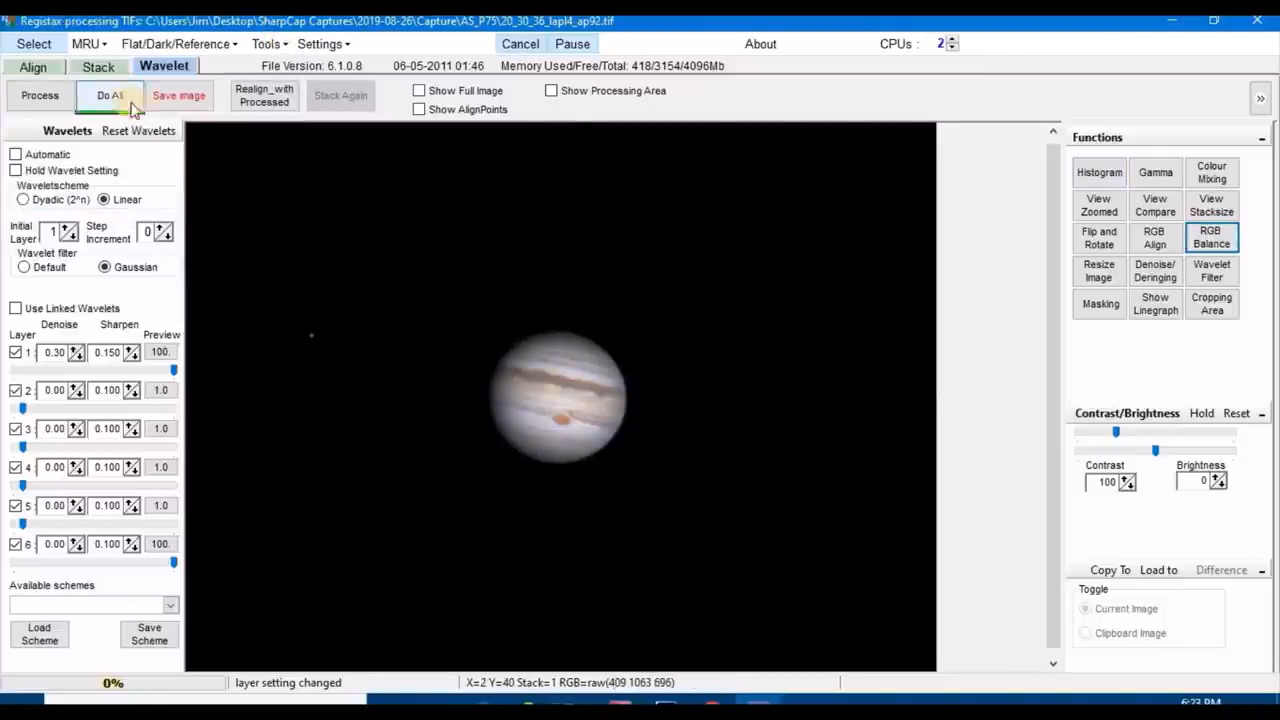 Registax processing TIFs: C:\Users\Jim\Desktop\SharpCap Captures\2019-08-26\Capture\AS_P75\20_30_36_lapl4_ap92.tif
Select MRU Flat/Dark/Reference Tools Settings Cancel Pause About CPUs: 2
Align Stack Wavelet File Version: 6.1.0.8 06-05-2011 01:46 Memory Used/Free/Total: 418/3154/4096Mb
Process Do All Save image Realign_with Processed Stack Again Show Full Image Show Processing Area »
Show AlignPoints
Wavelets Reset Wavelets
Automatic
Hold Wavelet Setting
Waveletscheme
Dyadic (2^n) Linear
Initial Layer 1 Step Increment 0
Wavelet filter
Default Gaussian
Use Linked Wavelets
Denoise Sharpen
Layer Preview
1 : 0.30 0.150 100.
2 : 0.00 0.100 1.0
3 : 0.00 0.100 1.0
4 : 0.00 0.100 1.0
5 : 0.00 0.100 1.0
6 : 0.00 0.100 100.
Available schemes
Load Scheme Save Scheme
Functions
Histogram Gamma Colour Mixing
View Zoomed View Compare View Stacksize
Flip and Rotate RGB Align RGB Balance
Resize Image Denoise/ Deringing Wavelet Filter
Masking Show Linegraph Cropping Area
Contrast/Brightness Hold Reset
Contrast Brightness
100 0
Copy To Load to Difference
Toggle
Current Image
Clipboard Image
0% layer setting changed X=2 Y=40 Stack=1 RGB=raw(409 1063 696)
6:23 PM